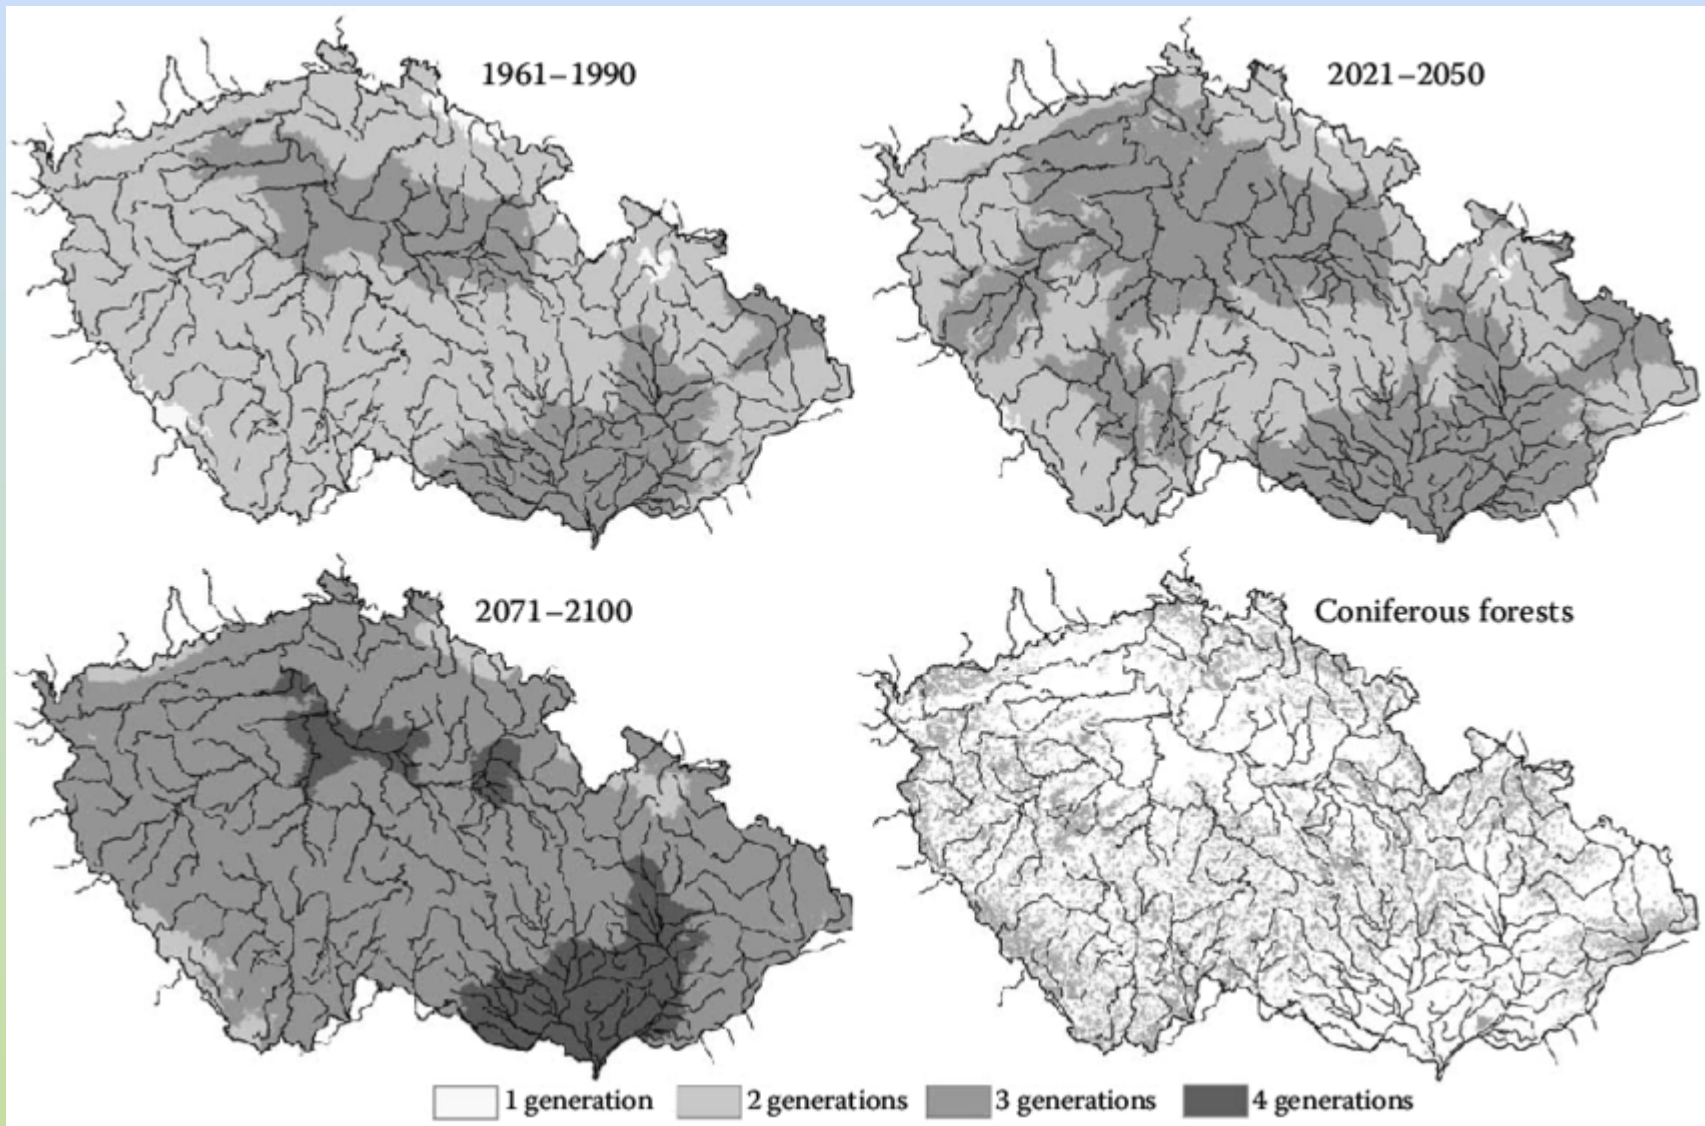 1961–1990
2021–2050
2071–2100
Coniferous forests
1 generation
2 generations
3 generations
4 generations